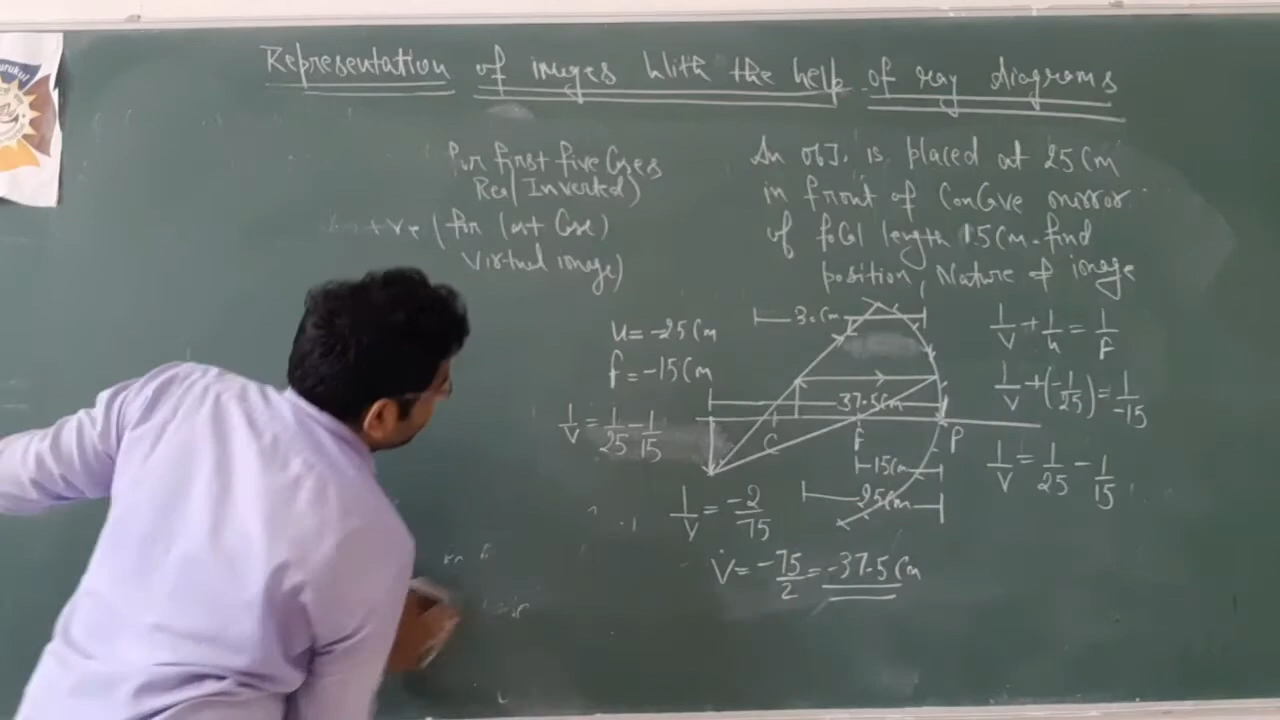 Representation of images With the help of ray diagrams
For first five Cases
Real Inverted)
+ve (for last Case)
Virtual image)
An obj. is placed at 25 Cm
in front of Concave mirror
of focal length 15 Cm. find
position, Nature of image
u = -25 Cm
f = -15 Cm
1/v = 1/25 - 1/15
1/v = -2/75
v = -75/2 = -37.5 Cm
30 Cm
37.5 Cm
C
F
P
15 Cm
25 Cm
1/v + 1/u = 1/f
1/v + (-1/25) = 1/-15
1/v = 1/25 - 1/15
urukul